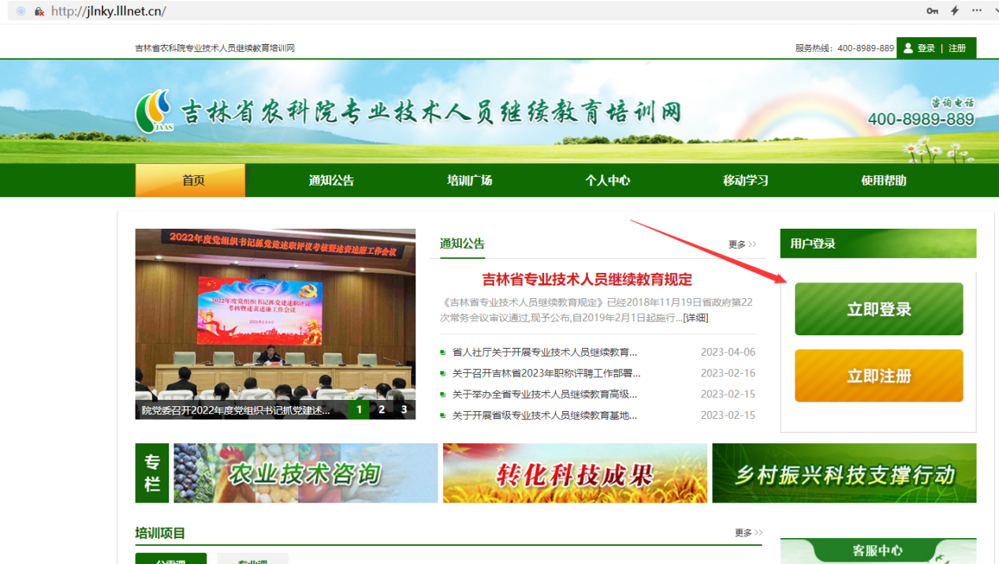 http://jlnky.lllnet.cn/
吉林省农科院专业技术人员继续教育培训网
服务热线：400-8989-889
登录 | 注册
JAAS
吉林省农科院专业技术人员继续教育培训网
咨询电话
400-8989-889
首页
通知公告
培训广场
个人中心
移动学习
使用帮助
2022年度党组织书记抓党建述职评议考核暨述责述廉工作会议
2022年度党组织书记抓党建述职评议
考核暨述责述廉工作会议
院党委召开2022年度党组织书记抓党建述...
1 2 3
通知公告
更多 >>
吉林省专业技术人员继续教育规定
《吉林省专业技术人员继续教育规定》已经2018年11月19日省政府第22
次常务会议审议通过,现予公布,自2019年2月1日起施行...[详细]
省人社厅关于开展专业技术人员继续教育... 2023-04-06
关于召开吉林省2023年职称评聘工作部署... 2023-02-16
关于举办全省专业技术人员继续教育高级... 2023-02-15
关于开展省级专业技术人员继续教育基地... 2023-02-15
用户登录
立即登录
立即注册
专栏
农业技术咨询
转化科技成果
乡村振兴科技支撑行动
培训项目
更多 >>
公需课
专业课
客服中心